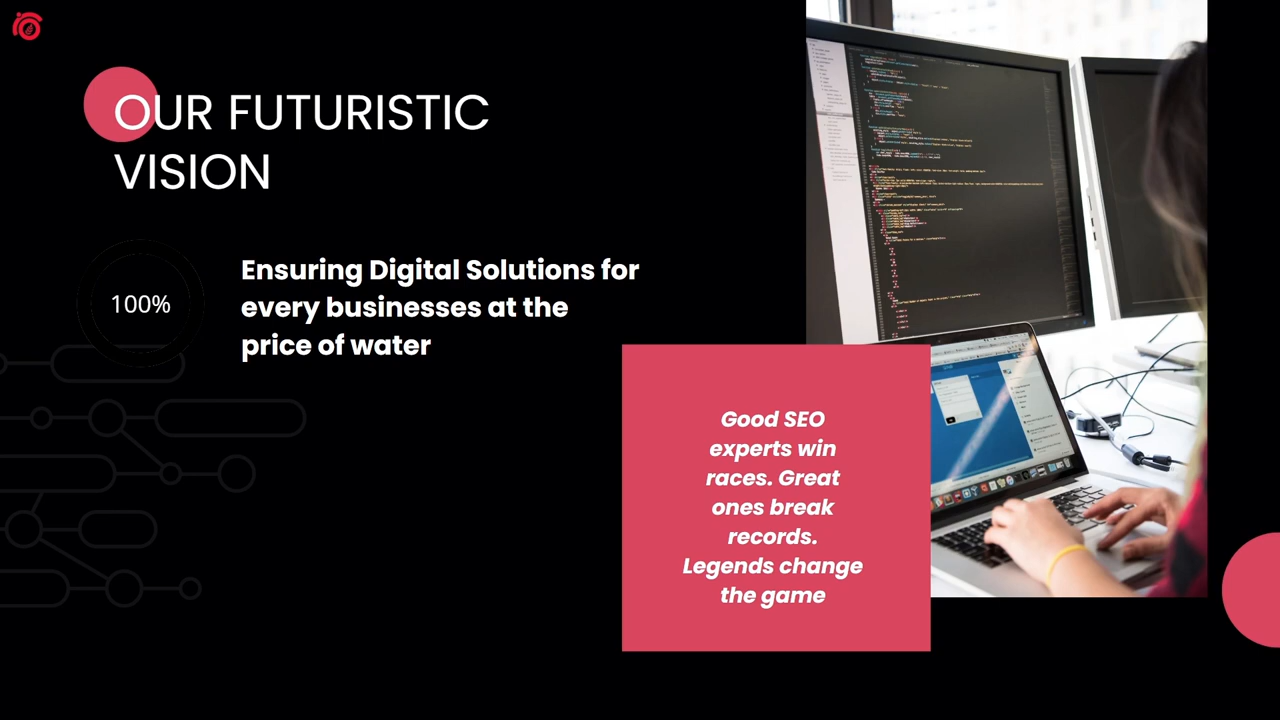 OUR FUTURISTIC
VISION
100%
Ensuring Digital Solutions for
every businesses at the
price of water
Good SEO
experts win
races. Great
ones break
records.
Legends change
the game